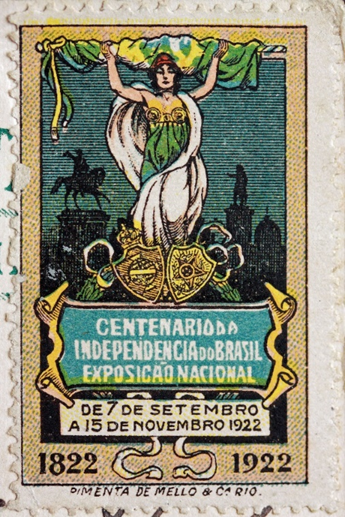 CENTENARIO DA
INDEPENDENCIA DO BRASIL
EXPOSIÇÃO NACIONAL
DE 7 DE SETEMBRO
A 15 DE NOVEMBRO 1922
1822 1922
PIMENTA DE MELLO & Cª RIO.